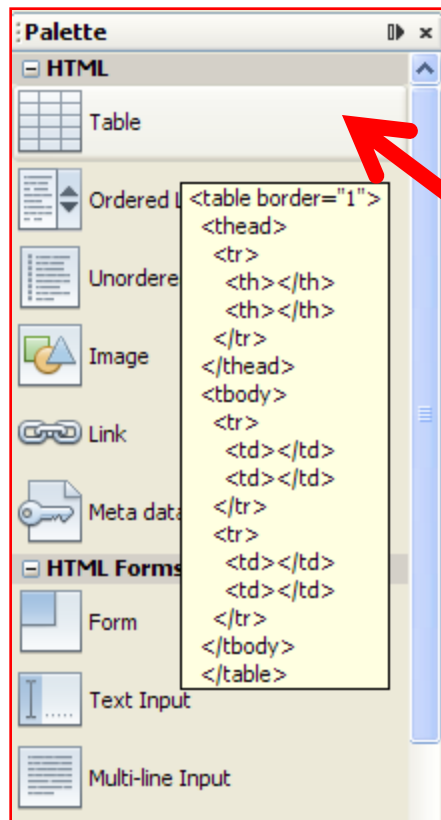 Palette
HTML
Table
Ordered L
Unordere
Image
Link
Meta data
<table border="1">
<thead>
<tr>
<th></th>
<th></th>
</tr>
</thead>
<tbody>
<tr>
<td></td>
<td></td>
</tr>
<tr>
<td></td>
<td></td>
</tr>
</tbody>
</table>
HTML Forms
Form
Text Input
Multi-line Input